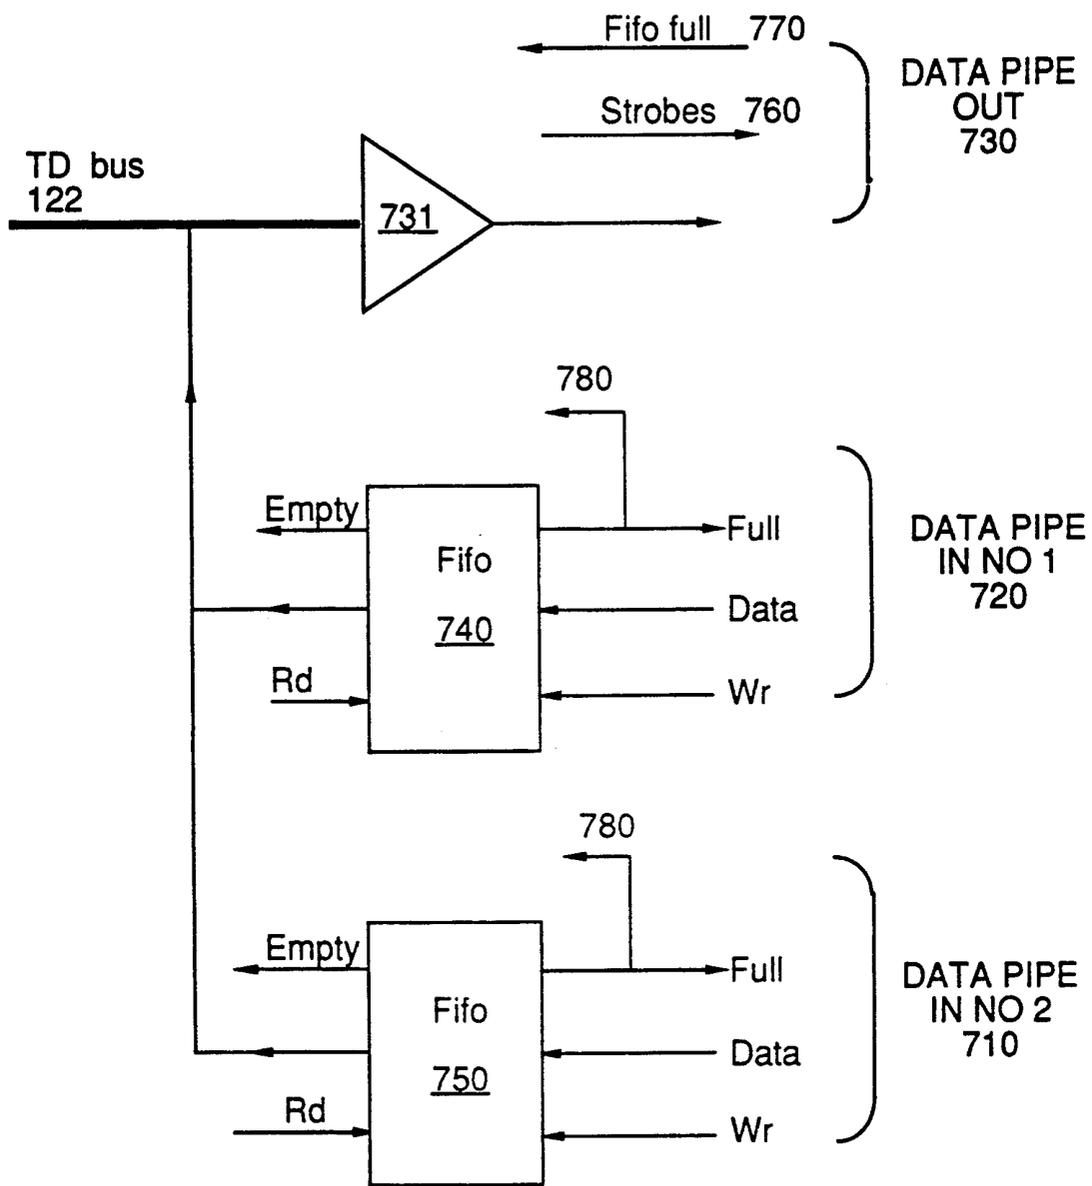 Fifo full 770
DATA PIPE
OUT
730
Strobes 760
TD bus
122
731
780
Empty
Full
DATA PIPE
IN NO 1
720
Fifo
740
Data
Rd
Wr
780
Empty
Full
DATA PIPE
IN NO 2
710
Fifo
750
Data
Rd
Wr